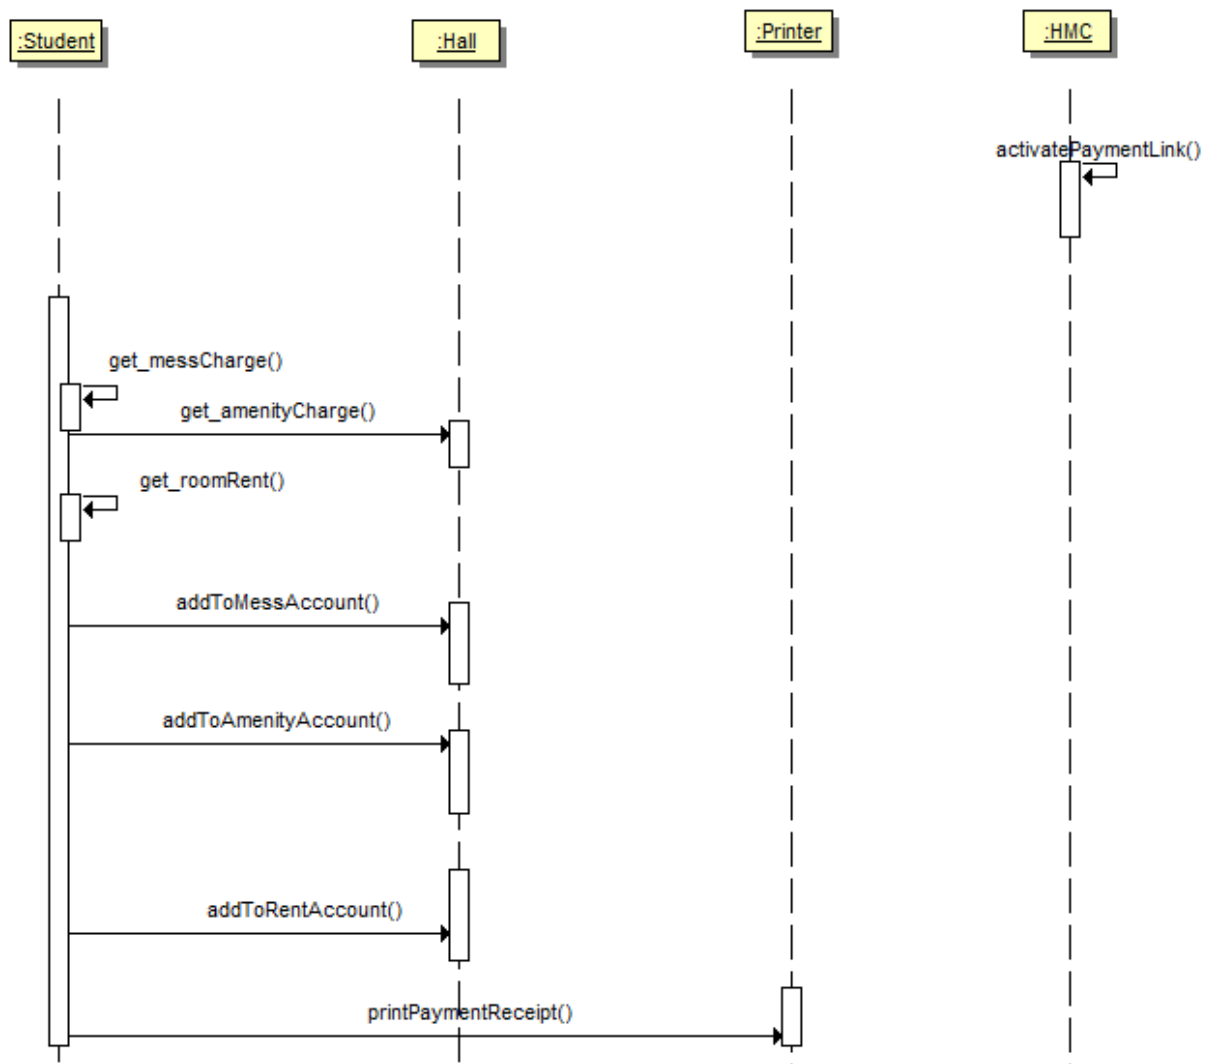 :Student
:Hall
:Printer
:HMC
activatePaymentLink()
get_messCharge()
get_amenityCharge()
get_roomRent()
addToMessAccount()
addToAmenityAccount()
addToRentAccount()
printPaymentReceipt()